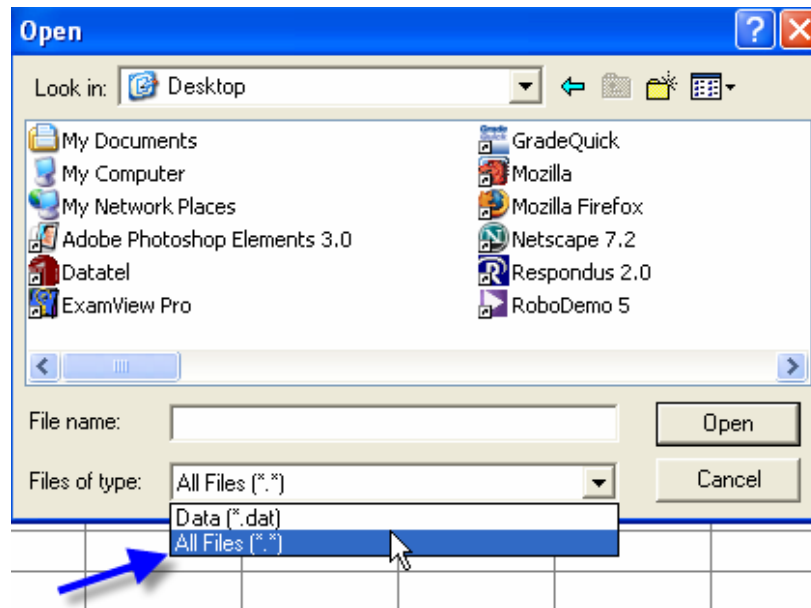 Open
Look in: Desktop
My Documents
My Computer
My Network Places
Adobe Photoshop Elements 3.0
Datatel
ExamView Pro
GradeQuick
Mozilla
Mozilla Firefox
Netscape 7.2
Respondus 2.0
RoboDemo 5
File name:
Open
Files of type: All Files (*.*)
Cancel
Data (*.dat)
All Files (*.*)